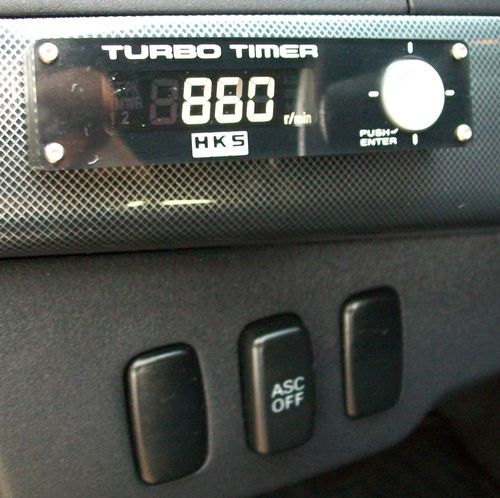 TURBO TIMER
880
r/min
HKS
PUSH
ENTER
ASC
OFF